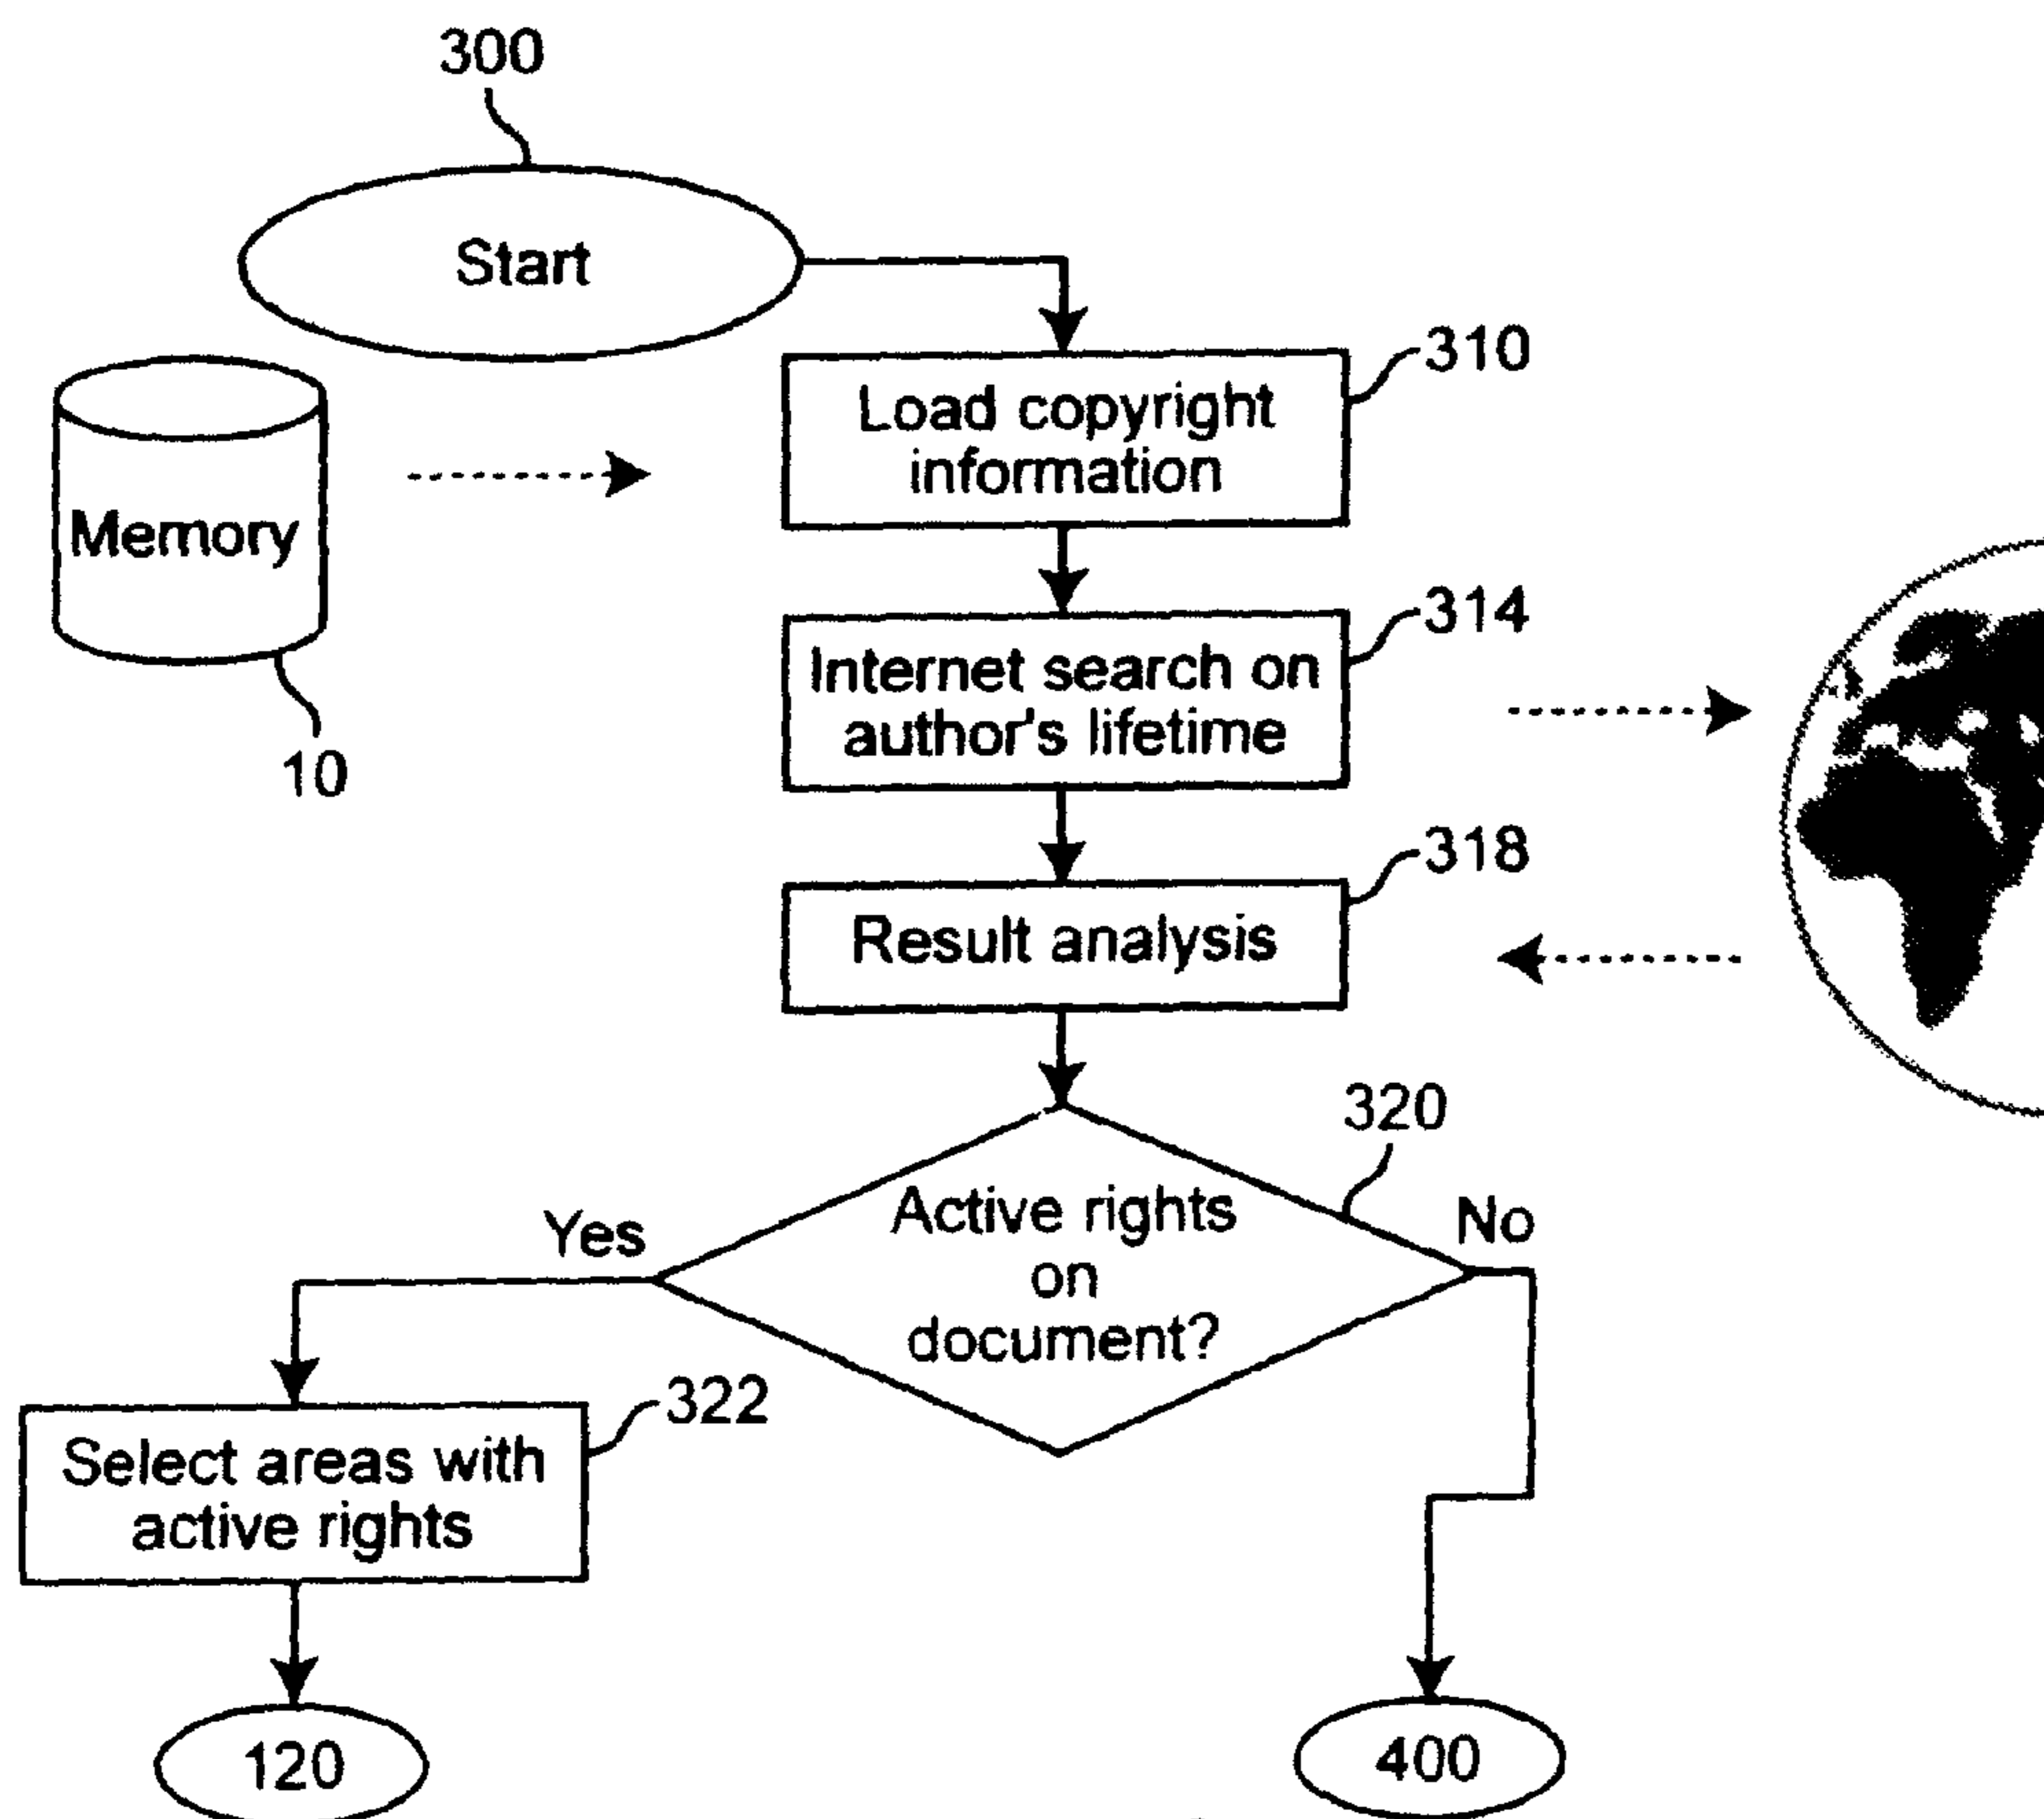 300
Start
310
Load copyright
information
Memory
10
314
Internet search on
author's lifetime
318
Result analysis
320
Active rights
on
document?
Yes
No
322
Select areas with
active rights
120
400